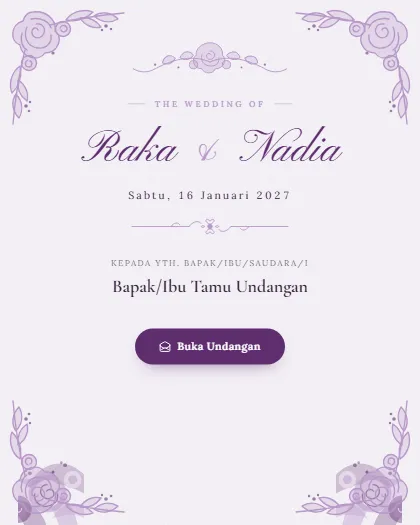 THE WEDDING OF
Raka & Nadia
Sabtu, 16 Januari 2027
KEPADA YTH. BAPAK/IBU/SAUDARA/I
Bapak/Ibu Tamu Undangan
Buka Undangan